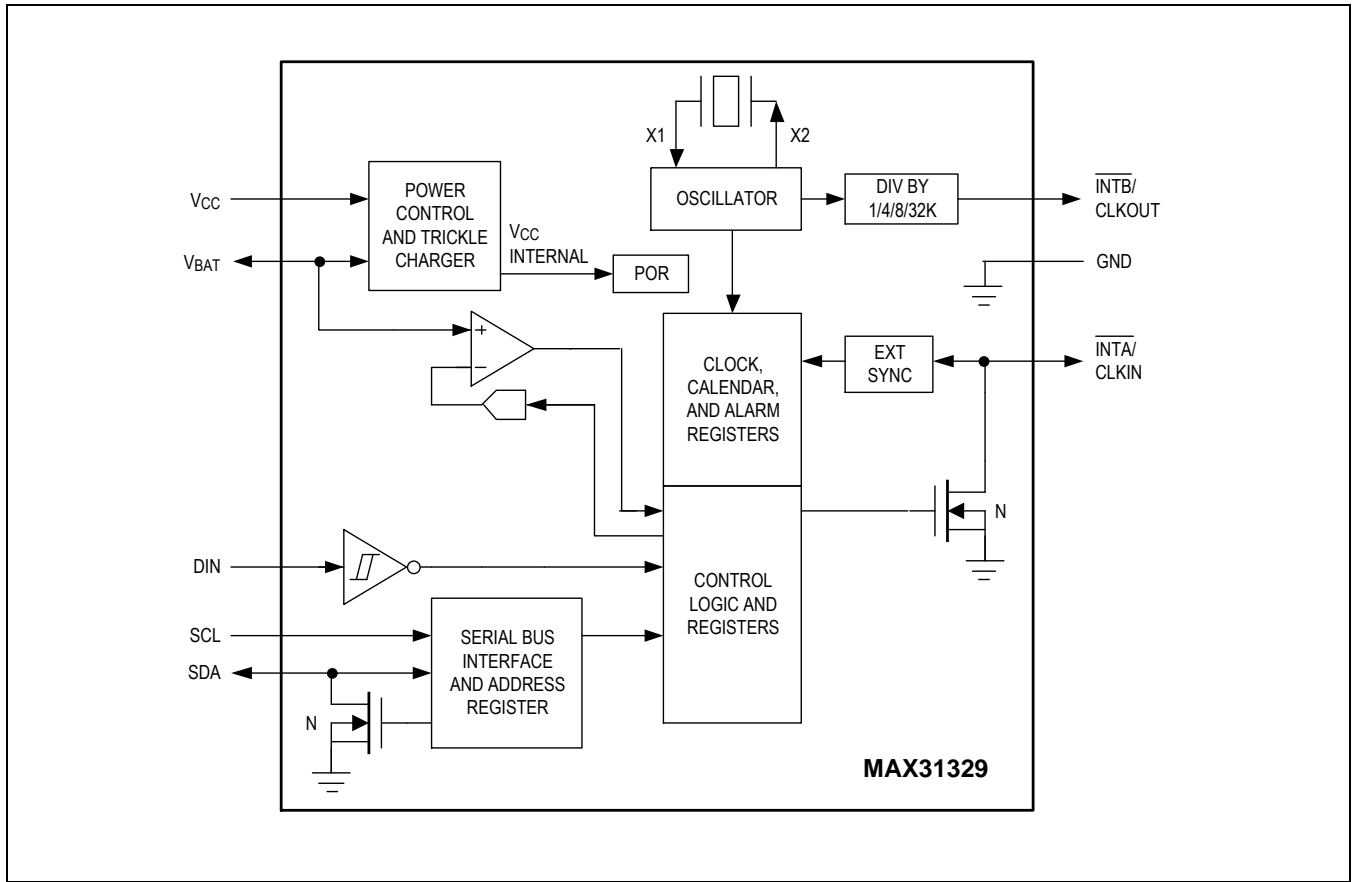 X1
X2
VCC
VBAT
POWER
CONTROL
AND TRICKLE
CHARGER
VCC
INTERNAL
POR
OSCILLATOR
DIV BY
1/4/8/32K
INTB/
CLKOUT
GND
+
−
CLOCK,
CALENDAR,
AND ALARM
REGISTERS
EXT
SYNC
INTA/
CLKIN
N
DIN
CONTROL
LOGIC AND
REGISTERS
SCL
SDA
SERIAL BUS
INTERFACE
AND ADDRESS
REGISTER
N
MAX31329